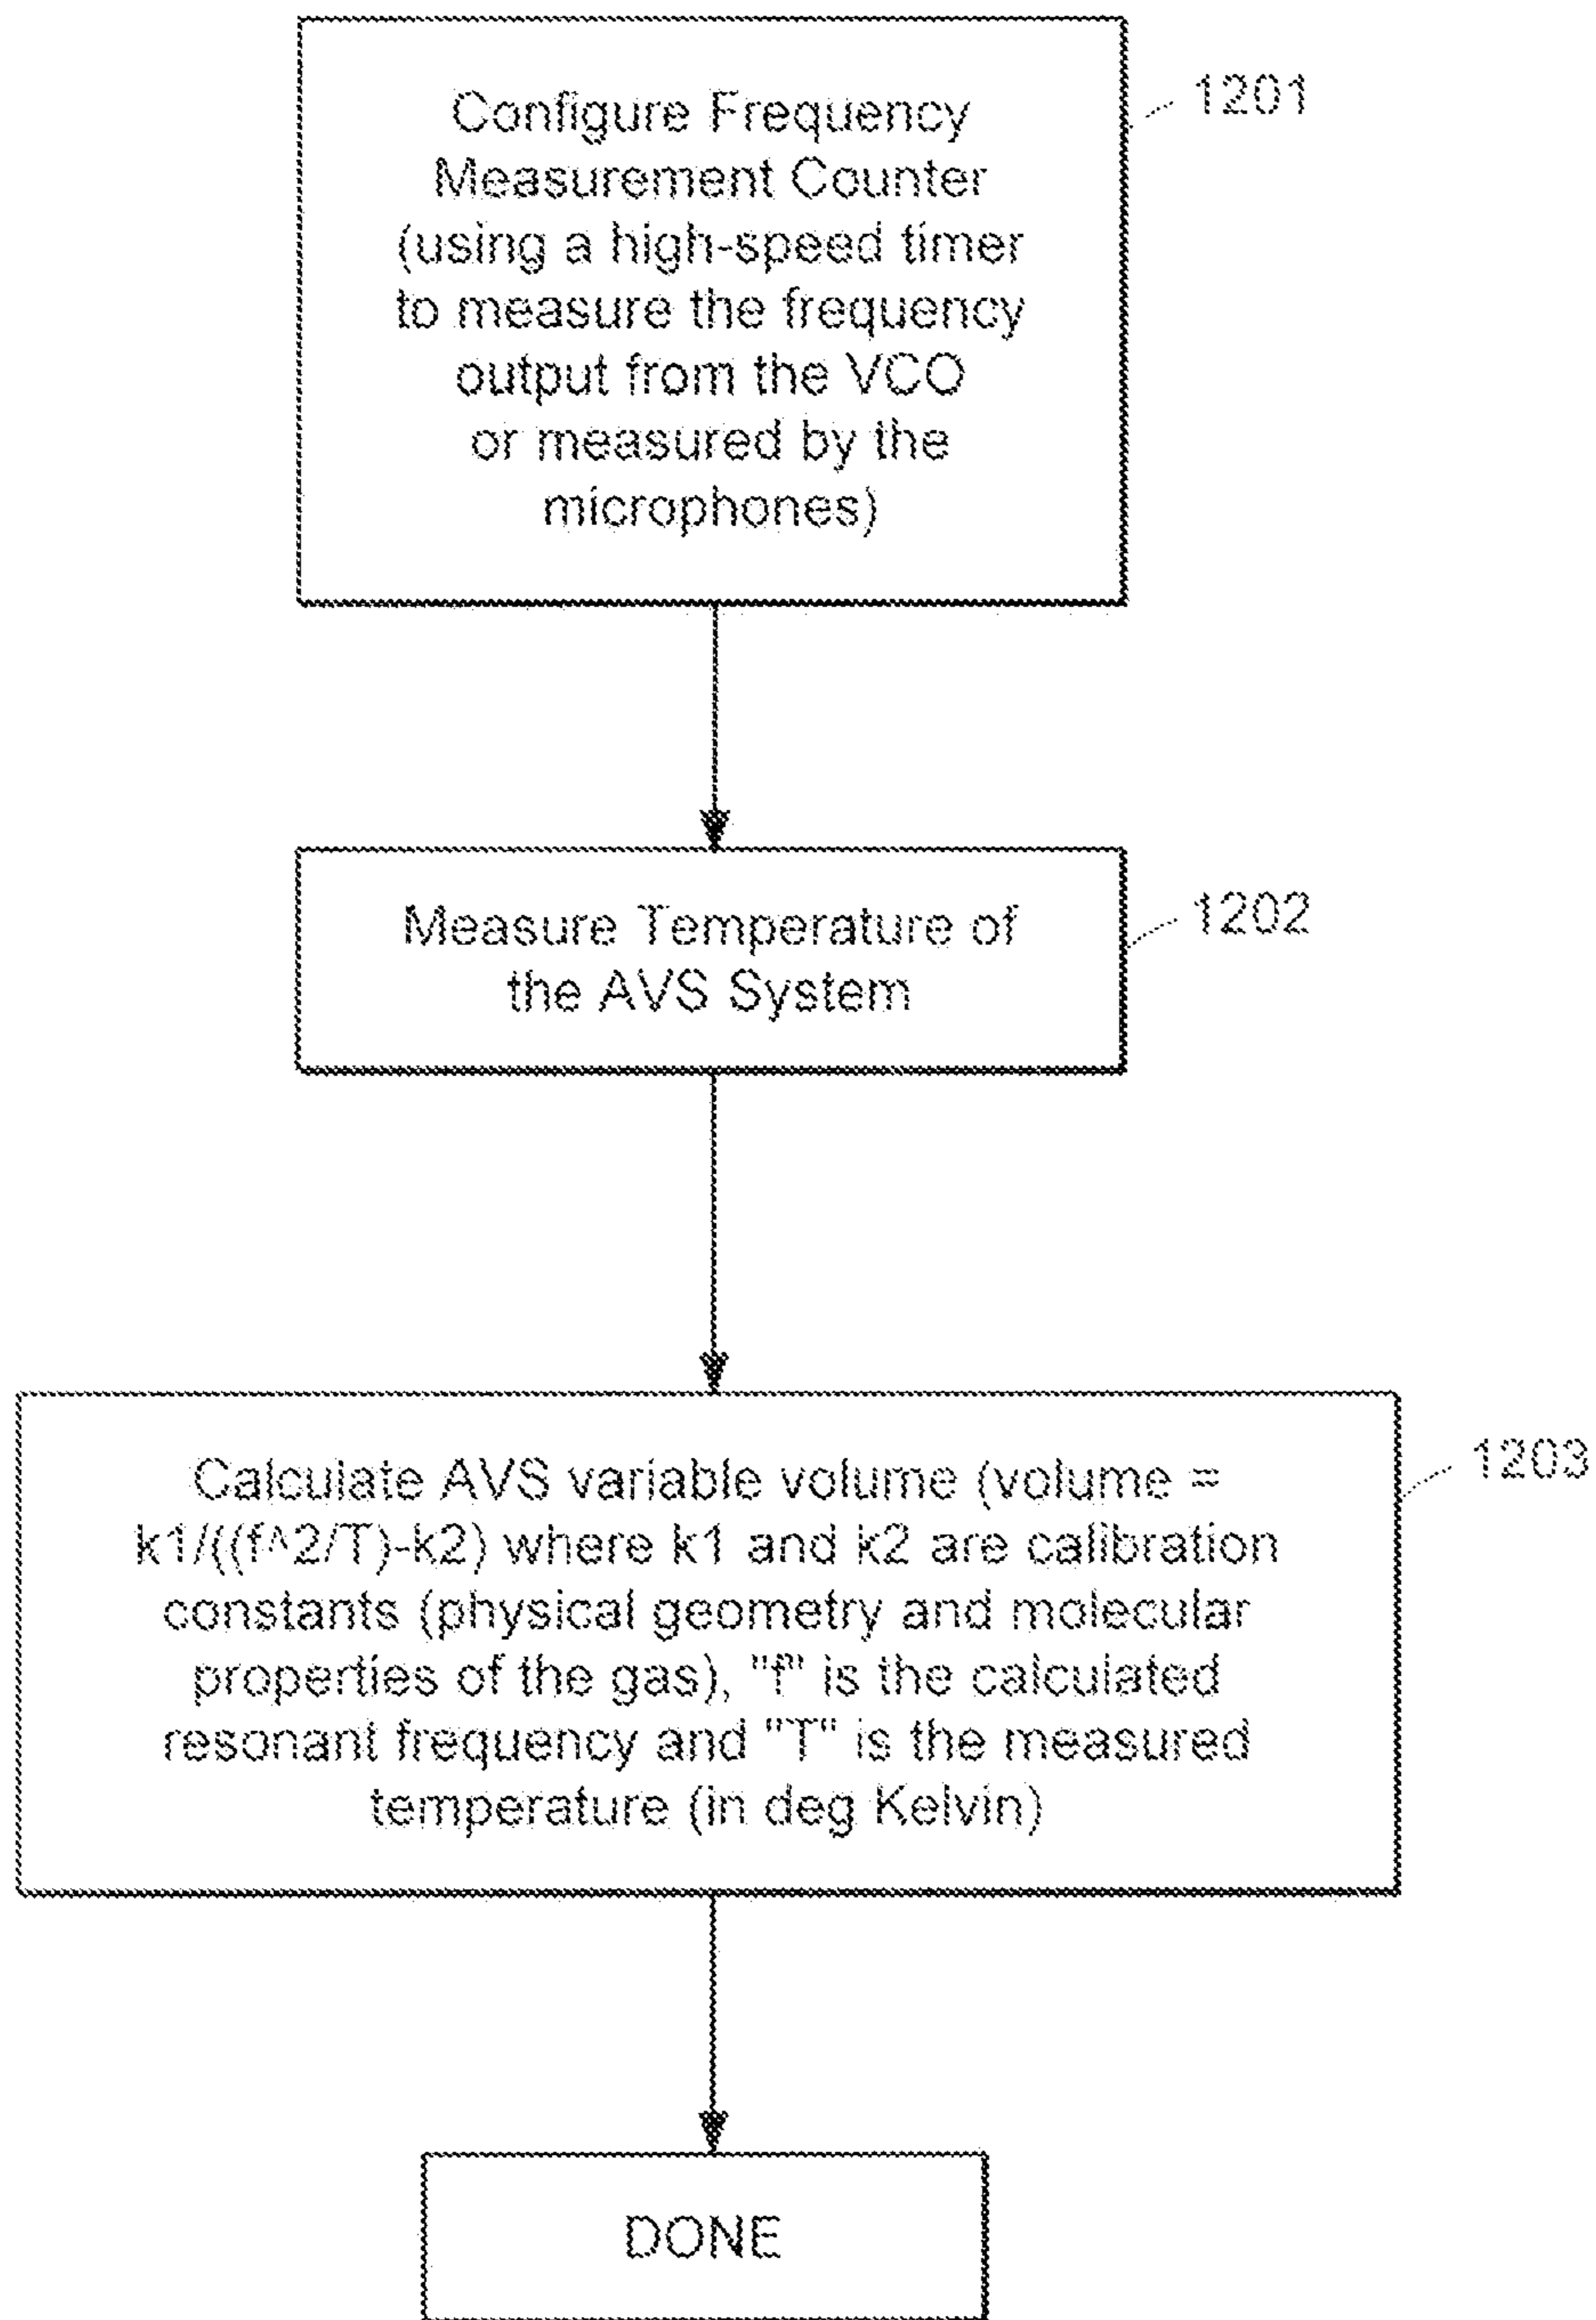 Configure Frequency
Measurement Counter
(using a high-speed timer
to measure the frequency
output from the VCO
or measured by the
microphones)
1201
Measure Temperature of
the AVS System
1202
Calculate AVS variable volume (volume =
k1/((f^2/T)-k2) where k1 and k2 are calibration
constants (physical geometry and molecular
properties of the gas), "f" is the calculated
resonant frequency and "T" is the measured
temperature (in deg Kelvin)
1203
DONE